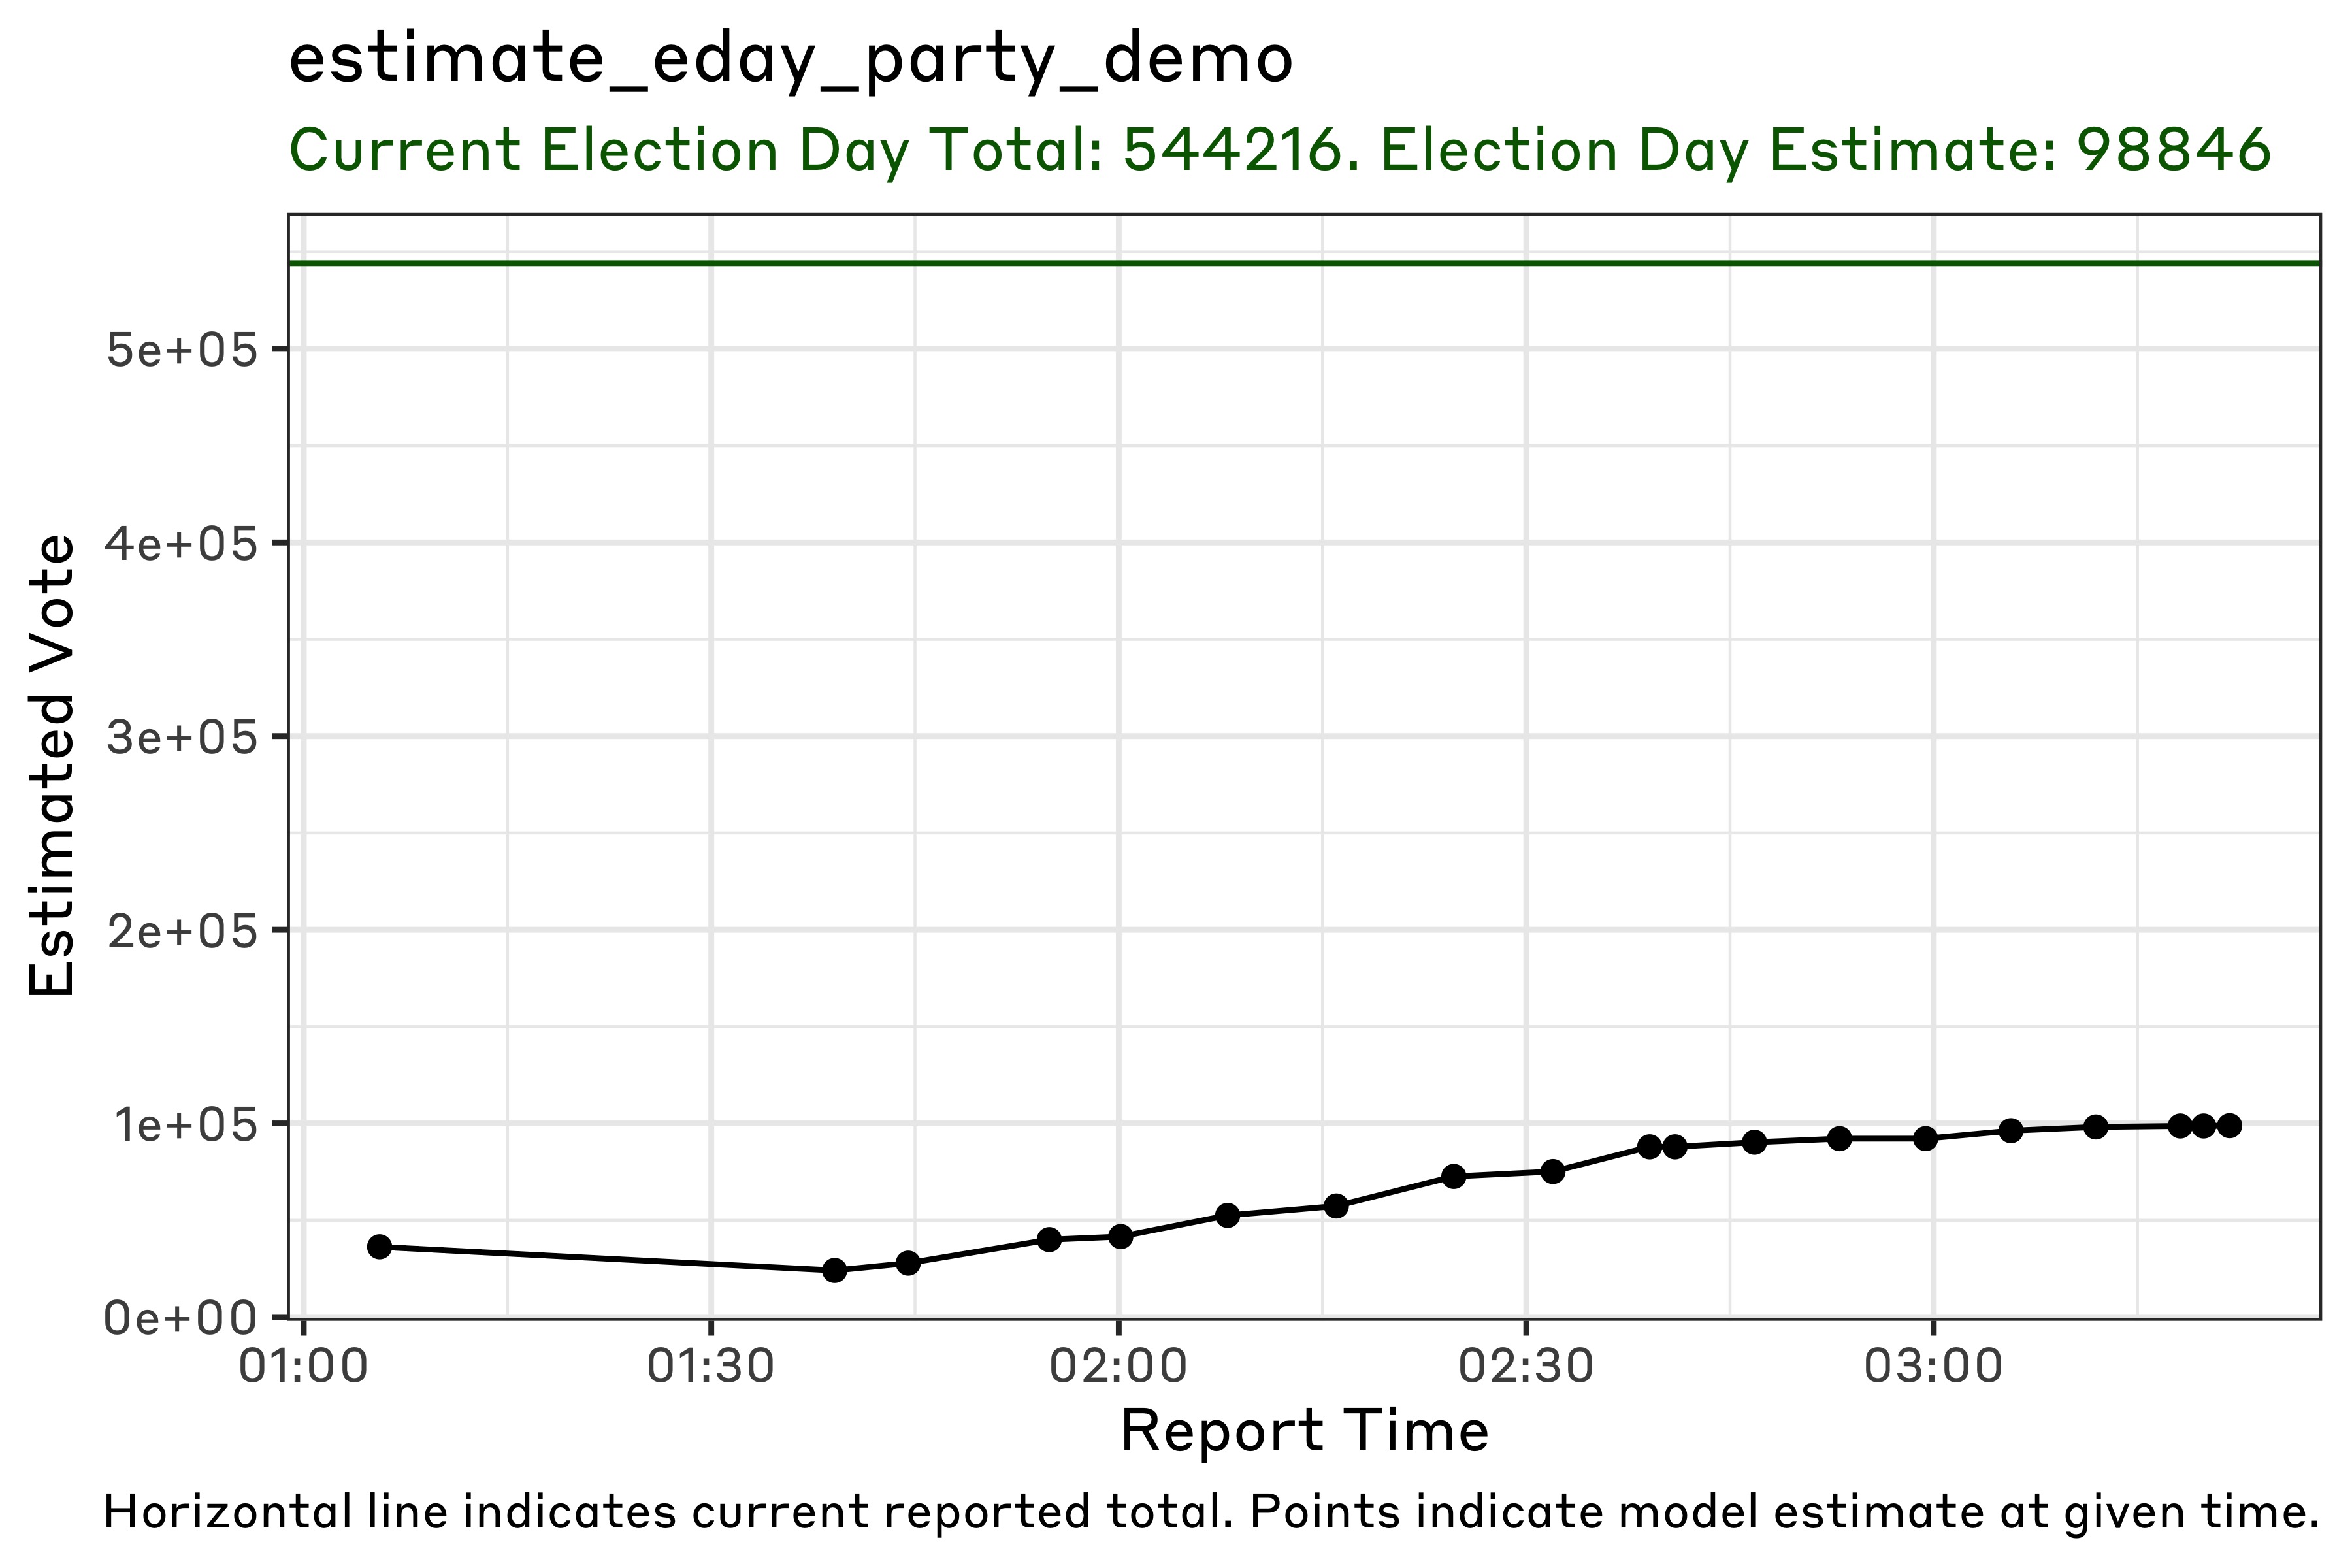 estimate_eday_party_demo
Current Election Day Total: 544216. Election Day Estimate: 98846
Estimated Vote
5e+05
4e+05
3e+05
2e+05
1e+05
0e+00
01:00 01:30 02:00 02:30 03:00
Report Time
Horizontal line indicates current reported total. Points indicate model estimate at given time.